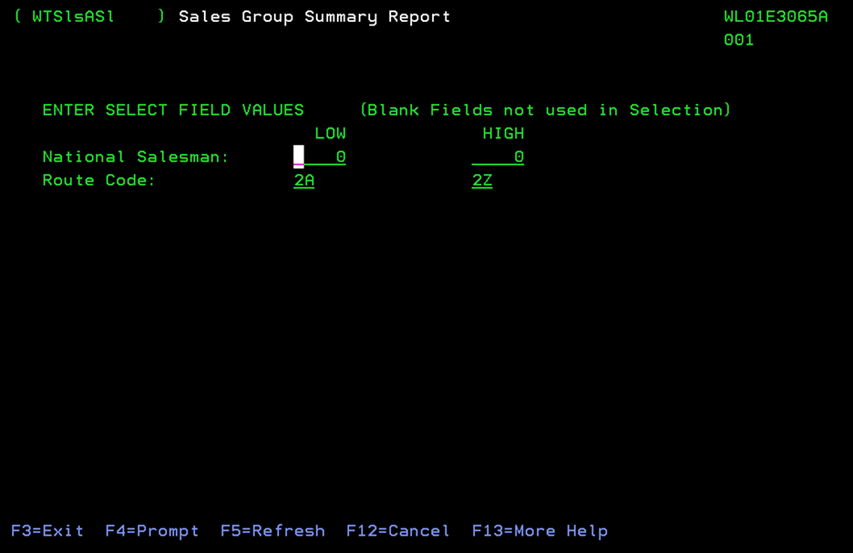 ( WTSlsASl ) Sales Group Summary Report WL01E3065A
001
ENTER SELECT FIELD VALUES (Blank Fields not used in Selection)
LOW HIGH
National Salesman: 0 0
Route Code: 2A 2Z
F3=Exit F4=Prompt F5=Refresh F12=Cancel F13=More Help